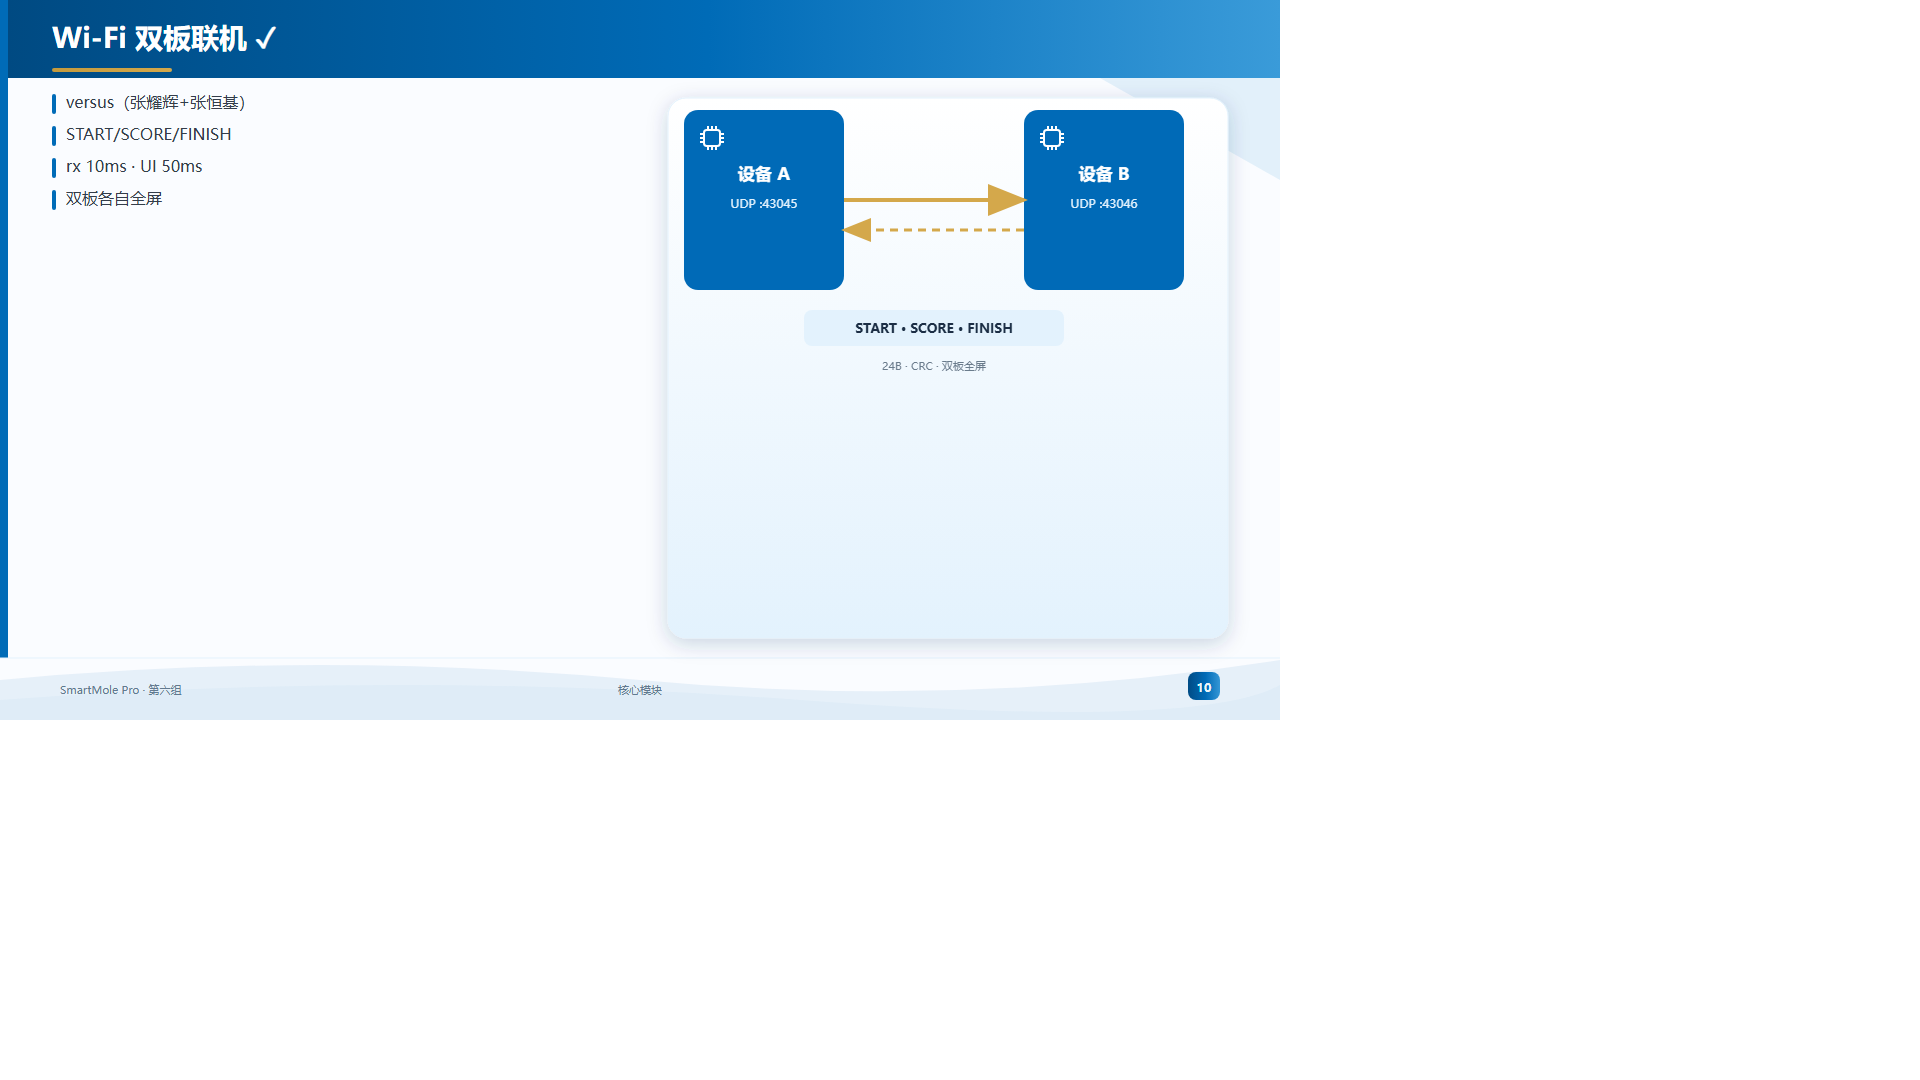 Wi-Fi 双板联机 ✓
versus（张耀辉+张恒基）
START/SCORE/FINISH
rx 10ms · UI 50ms
双板各自全屏
设备 A
UDP :43045
设备 B
UDP :43046
START • SCORE • FINISH
24B · CRC · 双板全屏
SmartMole Pro · 第六组
核心模块
10